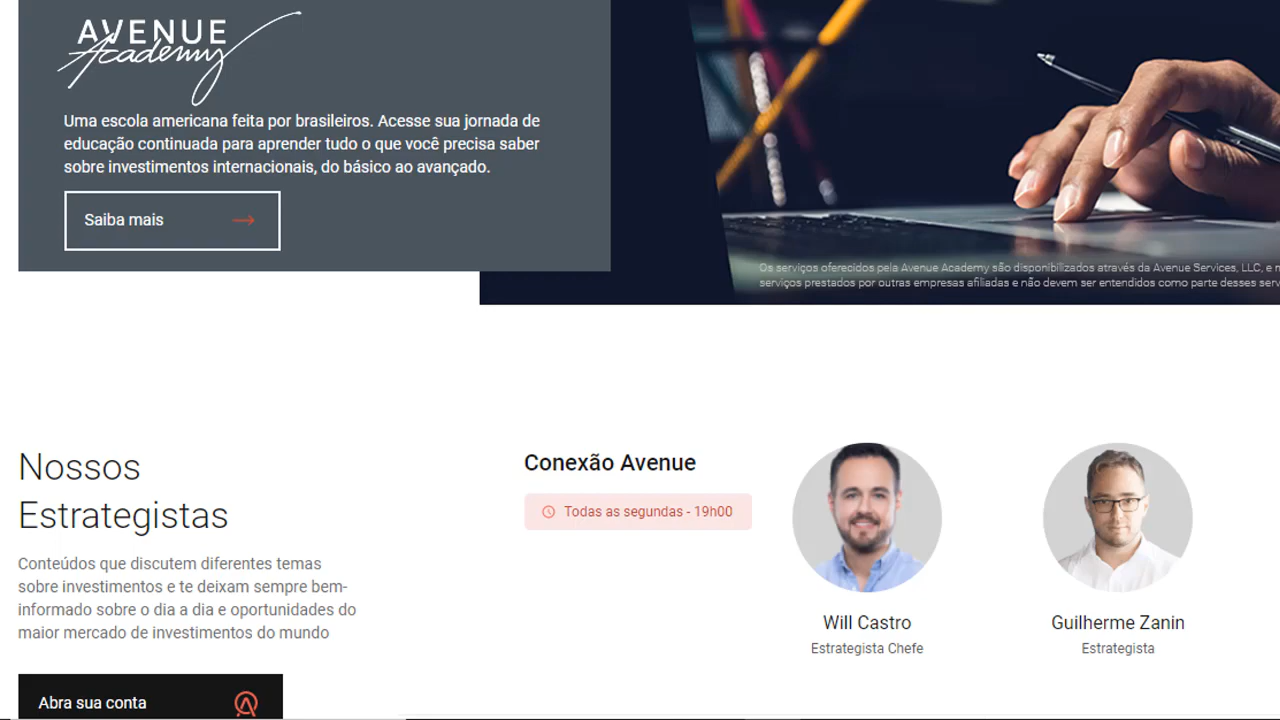 AVENUE
Academy
Uma escola americana feita por brasileiros. Acesse sua jornada de
educação continuada para aprender tudo o que você precisa saber
sobre investimentos internacionais, do básico ao avançado.
Saiba mais
Os serviços oferecidos pela Avenue Academy são disponibilizados através da Avenue Services, LLC, e
serviços prestados por outras empresas afiliadas e não devem ser entendidos como parte desses
Nossos
Estrategistas
Conteúdos que discutem diferentes temas
sobre investimentos e te deixam sempre bem-
informado sobre o dia a dia e oportunidades do
maior mercado de investimentos do mundo
Abra sua conta
Conexão Avenue
Todas as segundas - 19h00
Will Castro
Estrategista Chefe
Guilherme Zanin
Estrategista